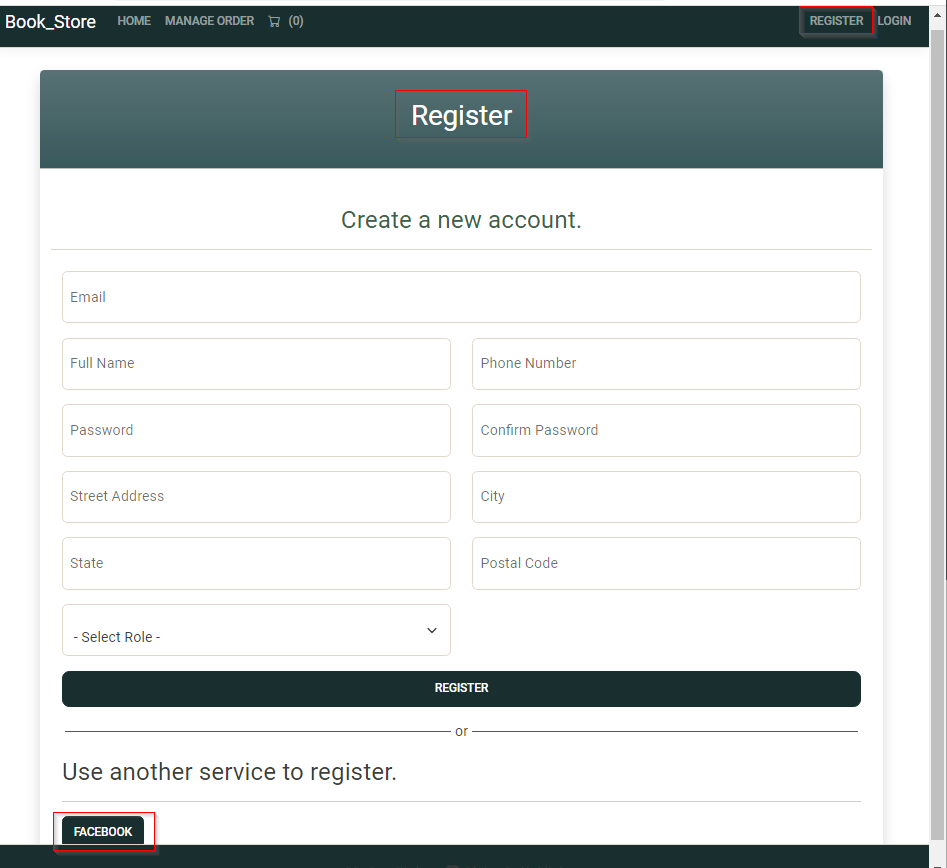 Book_Store HOME MANAGE ORDER (0) REGISTER LOGIN
Register
Create a new account.
Email
Full Name Phone Number
Password Confirm Password
Street Address City
State Postal Code
- Select Role -
REGISTER
or
Use another service to register.
FACEBOOK